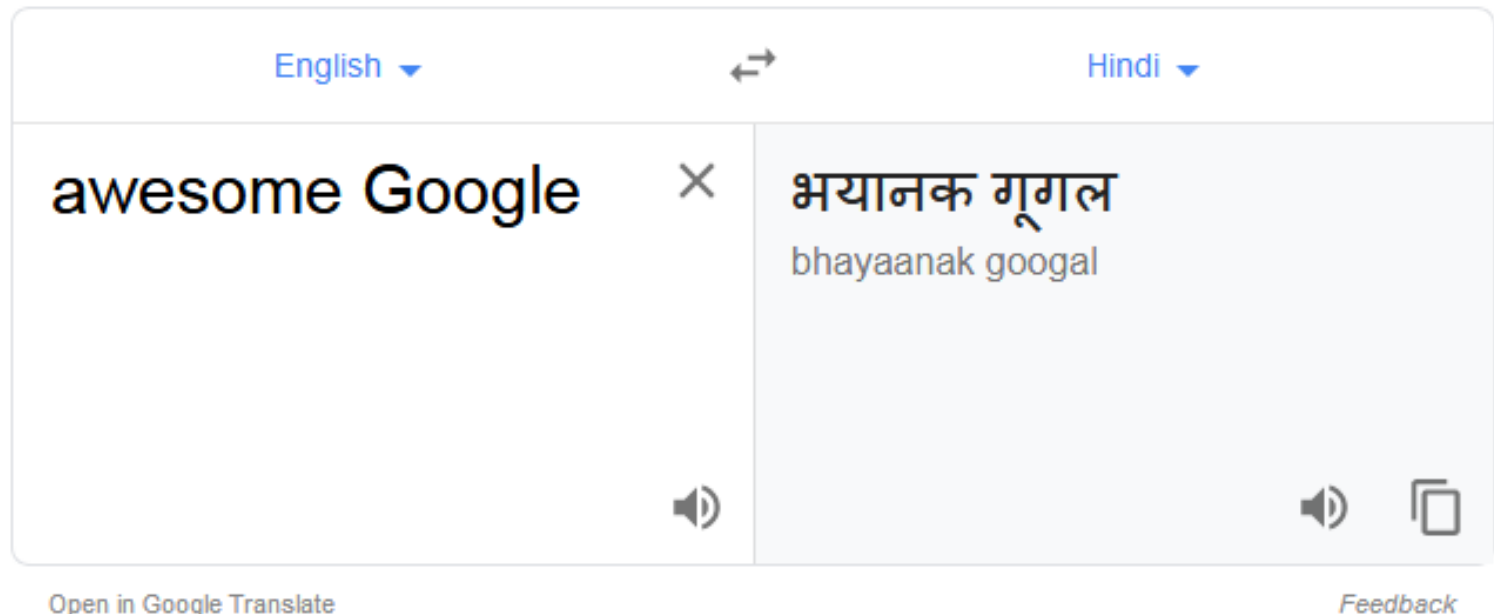 English
Hindi
awesome Google
भयानक गूगल
bhayaanak googal
Open in Google Translate
Feedback